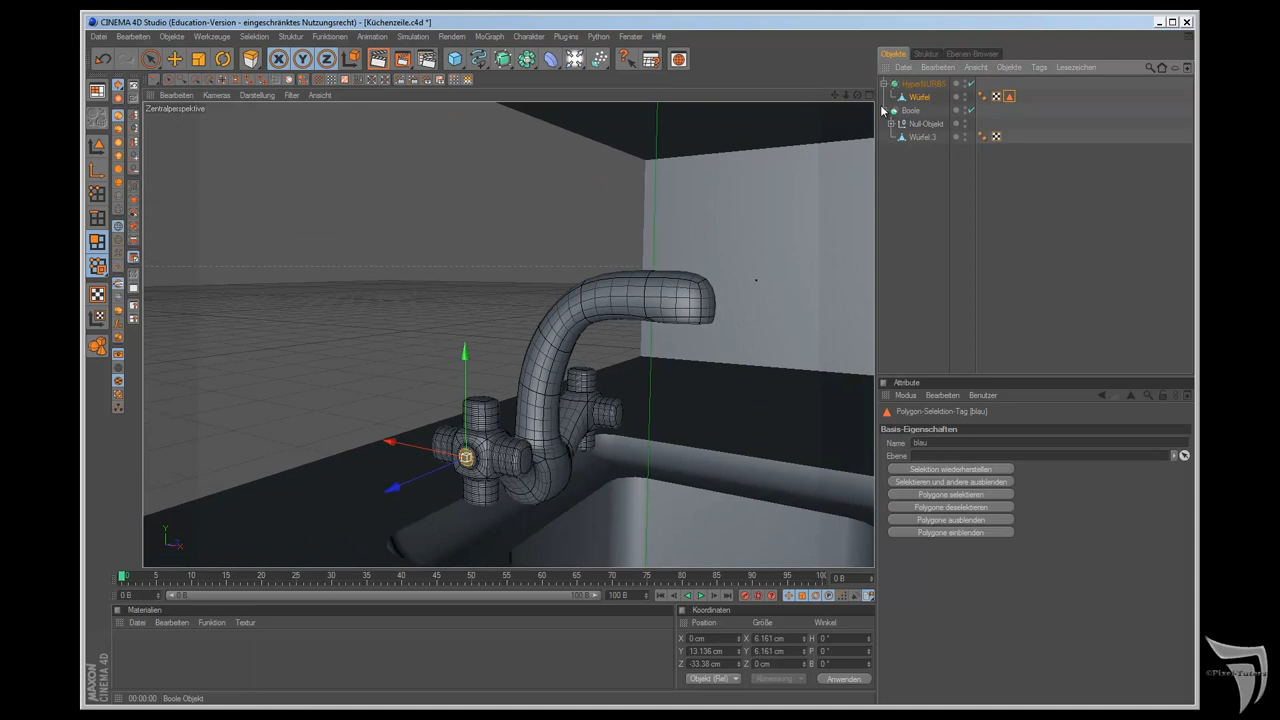 CINEMA 4D Studio (Education-Version - eingeschränktes Nutzungsrecht) - [Küchenzeile.c4d *]
Datei Bearbeiten Objekte Werkzeuge Selektion Struktur Funktionen Animation Simulation Rendern MoGraph Charakter Plug-ins Python Fenster Hilfe
X Y Z
Objekte Struktur Ebenen-Browser
Datei Bearbeiten Ansicht Objekte Tags Lesezeichen
HyperNURBS
Würfel
Boole
Null-Objekt
Würfel.3
Bearbeiten Kameras Darstellung Filter Ansicht
Zentralperspektive
Attribute
Modus Bearbeiten Benutzer
Polygon-Selektion-Tag [blau]
Basis-Eigenschaften
Name blau
Ebene
Selektion wiederherstellen
Selektieren und andere ausblenden
Polygone selektieren
Polygone deselektieren
Polygone ausblenden
Polygone einblenden
Y
X
0 5 10 15 20 25 30 35 40 45 50 55 60 65 70 75 80 85 90 95 100 0 B
0 B 0 B 100 B 100 B
Materialien
Datei Bearbeiten Funktion Textur
Koordinaten
Position Größe Winkel
X 0 cm X 6.161 cm H 0 °
Y 13.136 cm Y 6.161 cm P 0 °
Z -33.38 cm Z 0 cm B 0 °
Objekt (Rel) Abmessung Anwenden
MAXON CINEMA 4D
00:00:00 Boole Objekt
©Pixel-Tutors